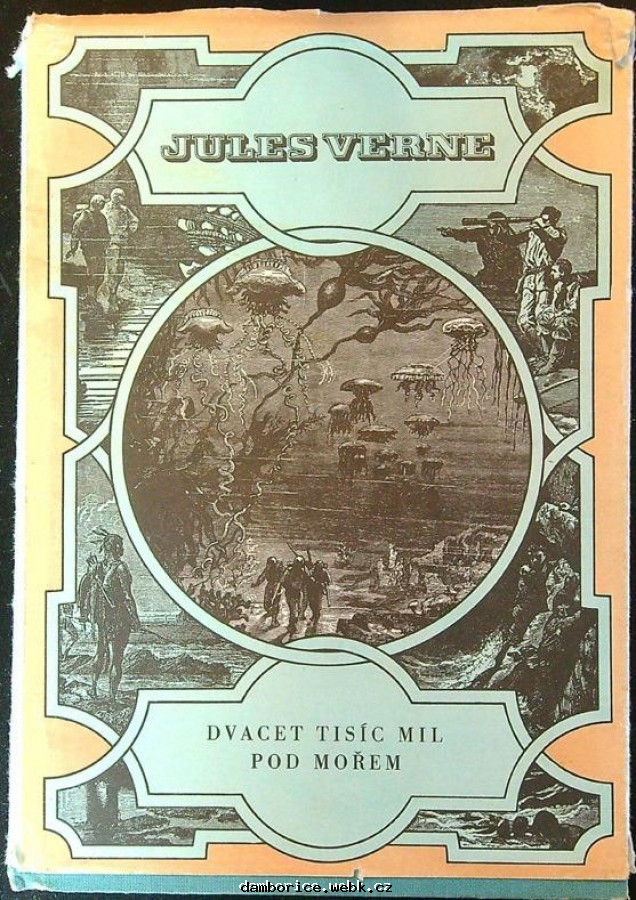 JULES VERNE
DVACET TISÍC MIL
POD MOŘEM
damborice.webk.cz